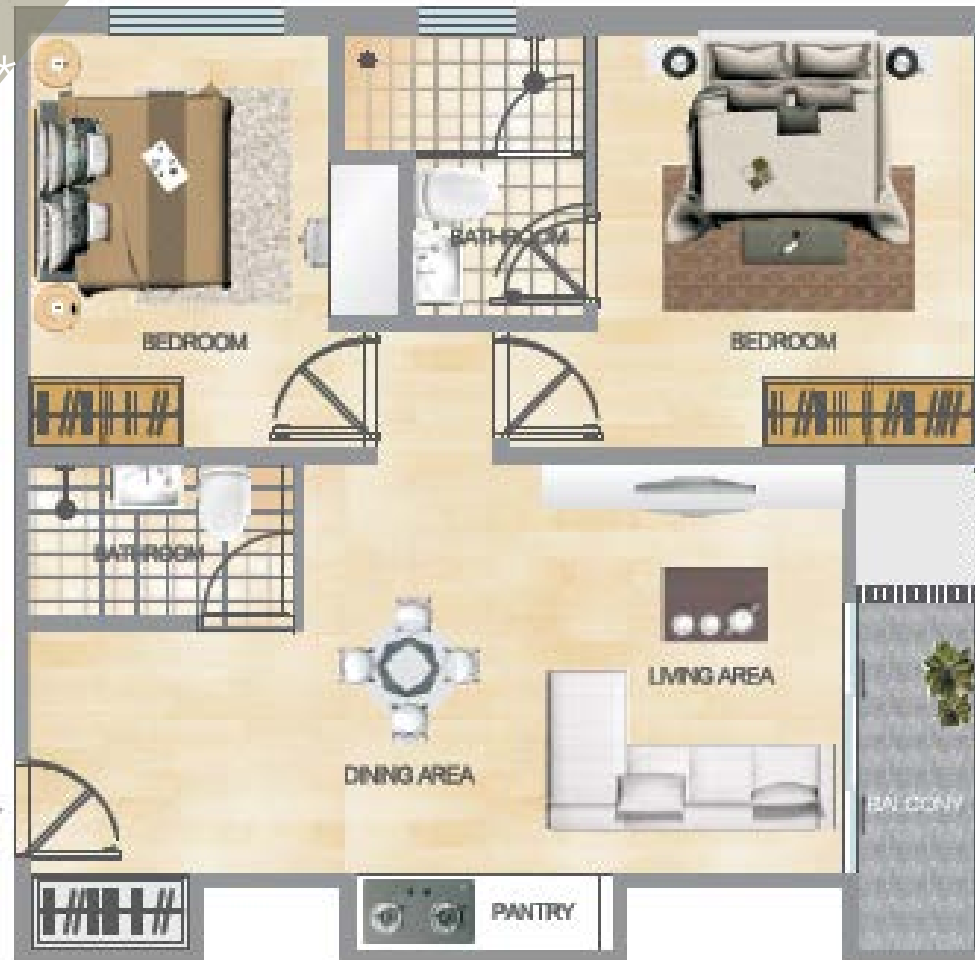 BATHROOM
BEDROOM
BEDROOM
BATHROOM
LIVING AREA
DINING AREA
BALCONY
PANTRY